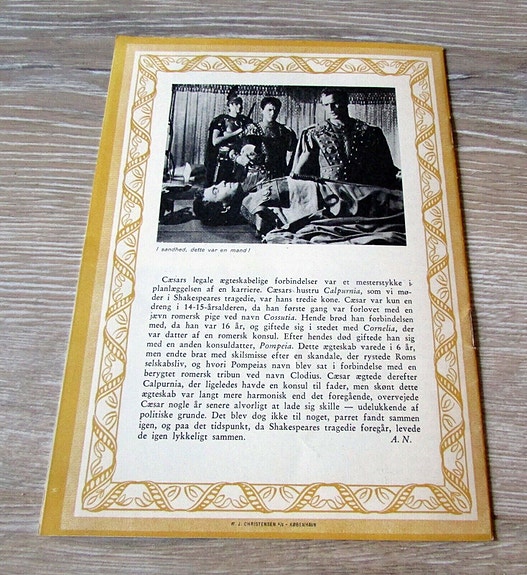 I sandhed, dette var en mand!
Cæsars legale ægteskabelige forbindelser var et mesterstykke i
planlæggelsen af en karriere. Cæsars hustru Calpurnia, som vi mø-
der i Shakespeares tragedie, var hans tredie kone. Cæsar var kun en
dreng i 14-15-årsalderen, da han første gang var forlovet med en
jævn romersk pige ved navn Cossutia. Hende brød han forbindelsen
med, da han var 16 år, og giftede sig i stedet med Cornelia, der
var datter af en romersk konsul. Efter hendes død giftede han sig
med en anden konsuldatter, Pompeia. Dette ægteskab varede i 6 år,
men endte brat med skilsmisse efter en skandale, der rystede Roms
selskabsliv, og hvori Pompeias navn blev sat i forbindelse med en
berygtet romersk tribun ved navn Clodius. Cæsar ægtede derefter
Calpurnia, der ligeledes havde en konsul til fader, men skønt dette
ægteskab var langt mere harmonisk end det foregående, overvejede
Cæsar nogle år senere alvorligt at lade sig skille — udelukkende af
politiske grunde. Det blev dog ikke til noget, parret fandt sammen
igen, og paa det tidspunkt, da Shakespeares tragedie foregår, levede
de igen lykkeligt sammen. A. N.
J. CHRISTENSEN A/S - KØBENHAVN